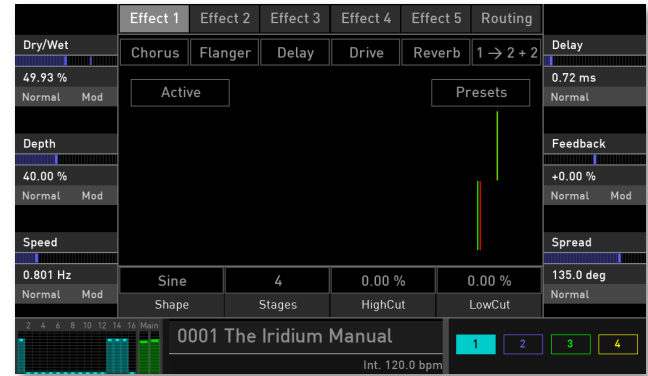 Effect 1 Effect 2 Effect 3 Effect 4 Effect 5 Routing
Dry/Wet
Chorus Flanger Delay Drive Reverb 1 → 2 + 2
Delay
49.93 %
0.72 ms
Normal Mod
Active
Presets
Normal
Depth
Feedback
40.00 %
+0.00 %
Normal Mod
Normal Mod
Speed
Spread
0.801 Hz
Sine 4 0.00 % 0.00 %
135.0 deg
Normal Mod
Shape Stages HighCut LowCut
Normal
2 4 6 8 10 12 14 16 Main
0001 The Iridium Manual
1 2 3 4
Int. 120.0 bpm